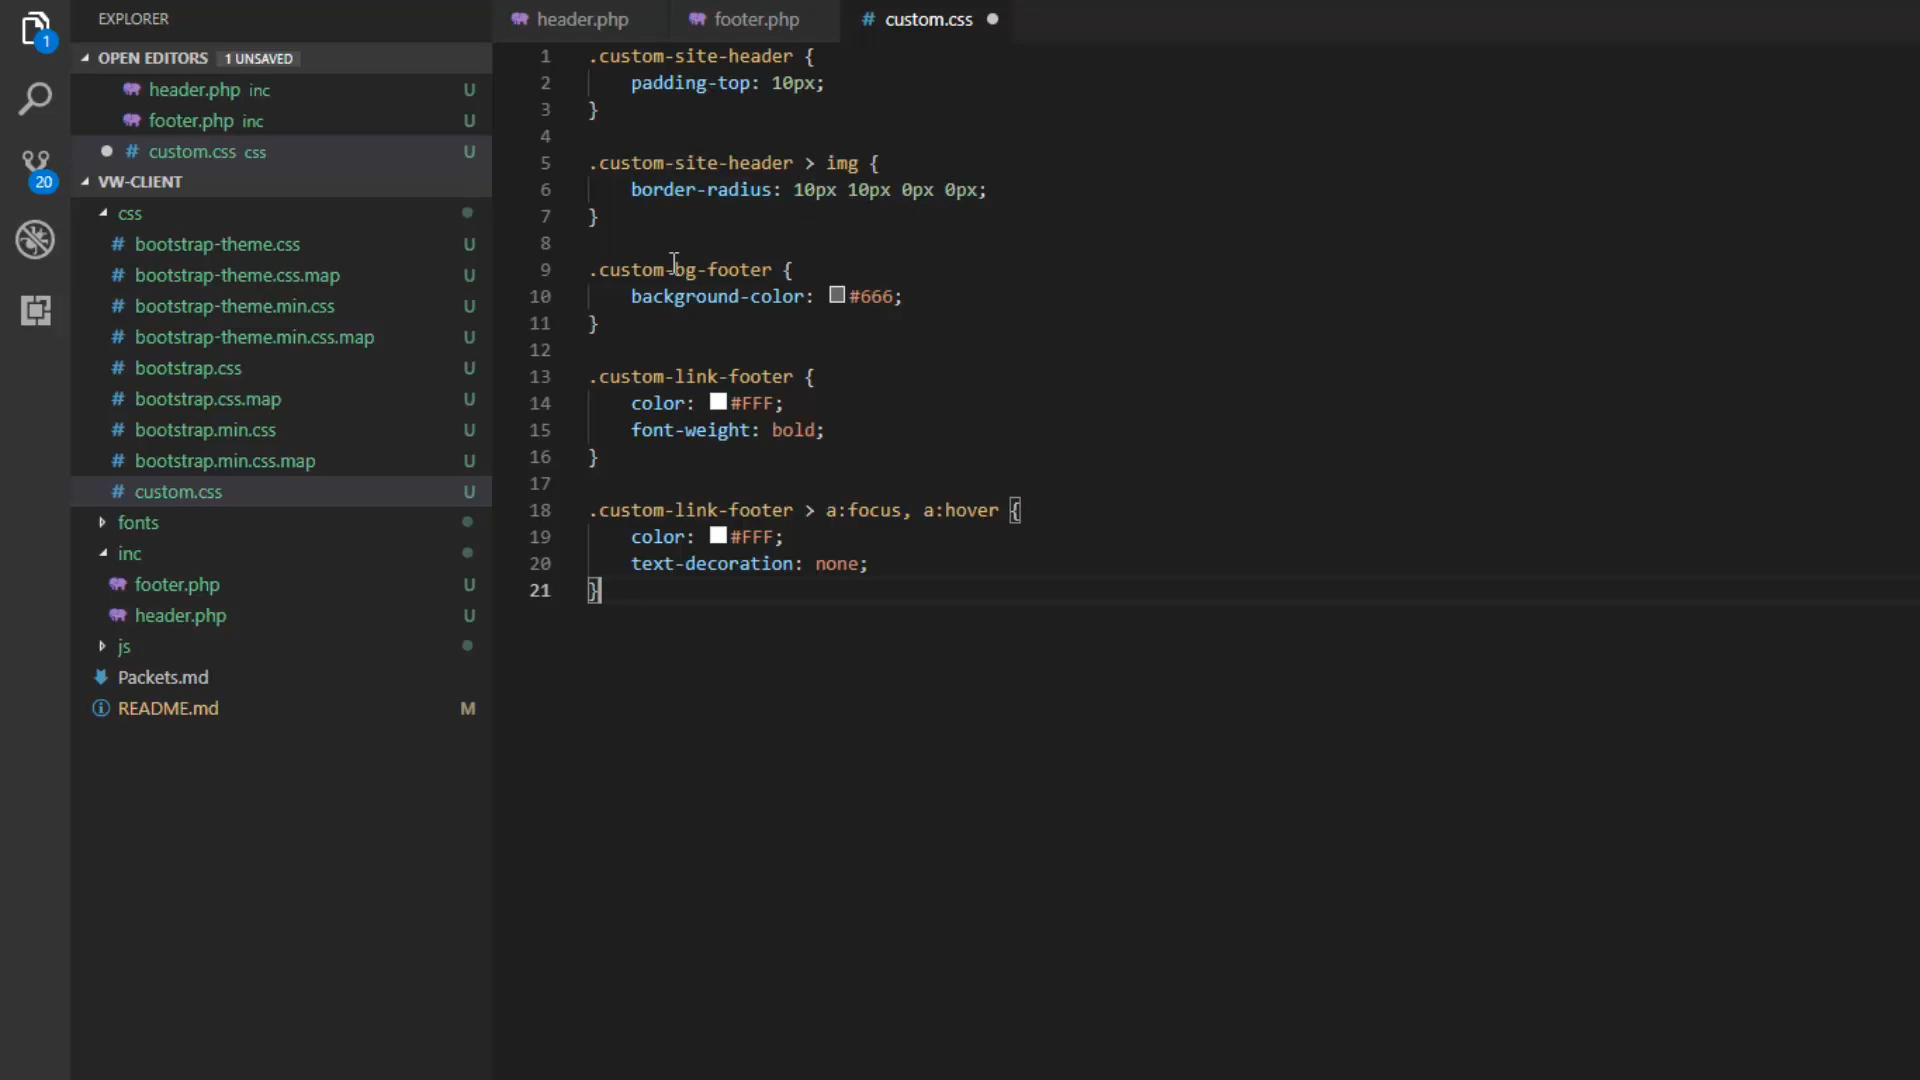 EXPLORER
1
OPEN EDITORS 1 UNSAVED
header.php inc U
footer.php inc U
# custom.css css U
20
VW-CLIENT
css
# bootstrap-theme.css U
# bootstrap-theme.css.map U
# bootstrap-theme.min.css U
# bootstrap-theme.min.css.map U
# bootstrap.css U
# bootstrap.css.map U
# bootstrap.min.css U
# bootstrap.min.css.map U
# custom.css U
fonts
inc
footer.php U
header.php U
js
Packets.md
README.md M
header.php footer.php # custom.css
1 .custom-site-header {
2 padding-top: 10px;
3 }
4
5 .custom-site-header > img {
6 border-radius: 10px 10px 0px 0px;
7 }
8
9 .custom-bg-footer {
10 background-color: #666;
11 }
12
13 .custom-link-footer {
14 color: #FFF;
15 font-weight: bold;
16 }
17
18 .custom-link-footer > a:focus, a:hover {
19 color: #FFF;
20 text-decoration: none;
21 }